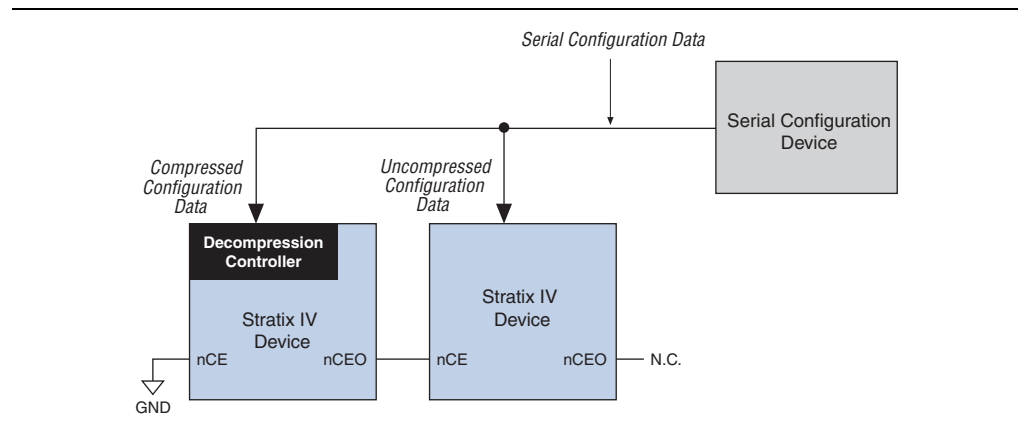 Serial Configuration Data
Serial Configuration
Device
Compressed
Configuration
Data
Uncompressed
Configuration
Data
Decompression
Controller
Stratix IV
Device
Stratix IV
Device
nCE
nCEO
nCE
nCEO
N.C.
GND